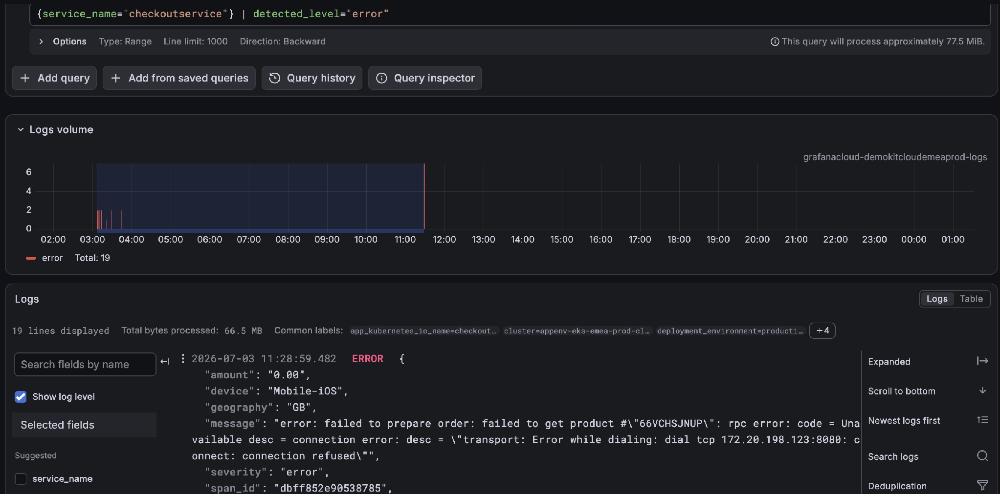 {service_name="checkoutservice"} | detected_level="error"
Options Type: Range Line limit: 1000 Direction: Backward This query will process approximately 77.5 MiB.
+ Add query + Add from saved queries Query history Query inspector
Logs volume
grafanacloud-demokitcloudemeaprod-logs
6
4
2
0
02:00 03:00 04:00 05:00 06:00 07:00 08:00 09:00 10:00 11:00 12:00 13:00 14:00 15:00 16:00 17:00 18:00 19:00 20:00 21:00 22:00 23:00 00:00 01:00
error Total: 19
Logs
Logs Table
19 lines displayed Total bytes processed: 66.5 MB Common labels: app_kubernetes_io_name=checkout… cluster=appenv-eks-emea-prod-cl… deployment_environment=producti… +4
Search fields by name
Show log level
Selected fields
Suggested
service_name
2026-07-03 11:28:59.482 ERROR {
"amount": "0.00",
"device": "Mobile-iOS",
"geography": "GB",
"message": "error: failed to prepare order: failed to get product #\"66VCHSJNUP\": rpc error: code = Una
vailable desc = connection error: desc = \"transport: Error while dialing: dial tcp 172.20.198.123:8080: c
onnect: connection refused\"",
"severity": "error",
"span_id": "dbff852e90538785",
Expanded
Scroll to bottom
Newest logs first
Search logs
Deduplication